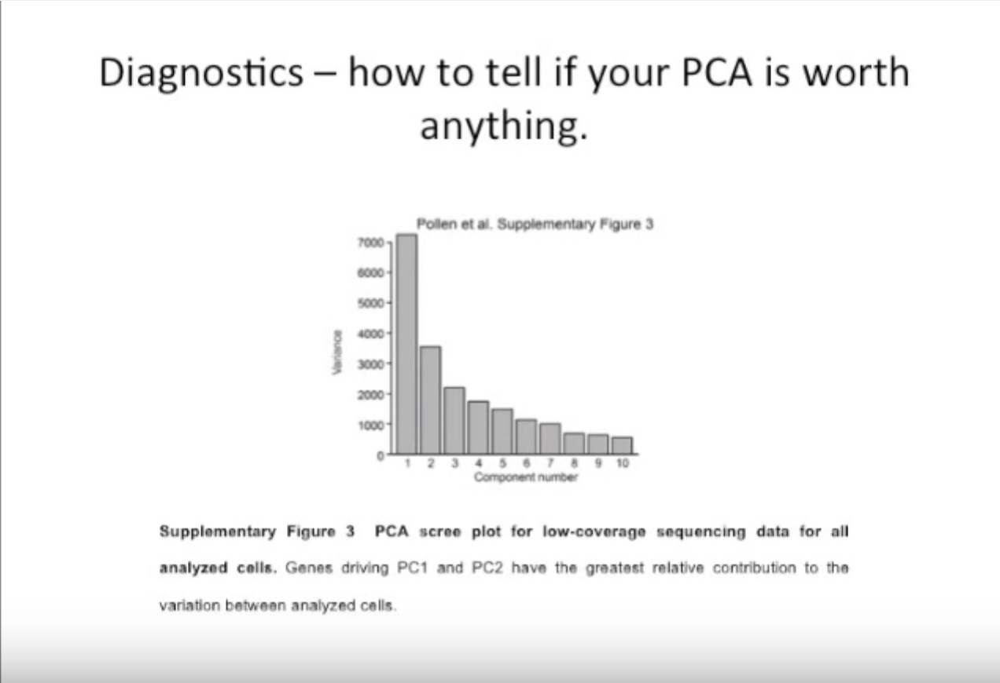 Diagnostics – how to tell if your PCA is worth
anything.
Pollen et al. Supplementary Figure 3
7000
6000
5000
4000
3000
2000
1000
0
Variance
1 2 3 4 5 6 7 8 9 10
Component number
Supplementary Figure 3 PCA scree plot for low-coverage sequencing data for all
analyzed cells. Genes driving PC1 and PC2 have the greatest relative contribution to the
variation between analyzed cells.